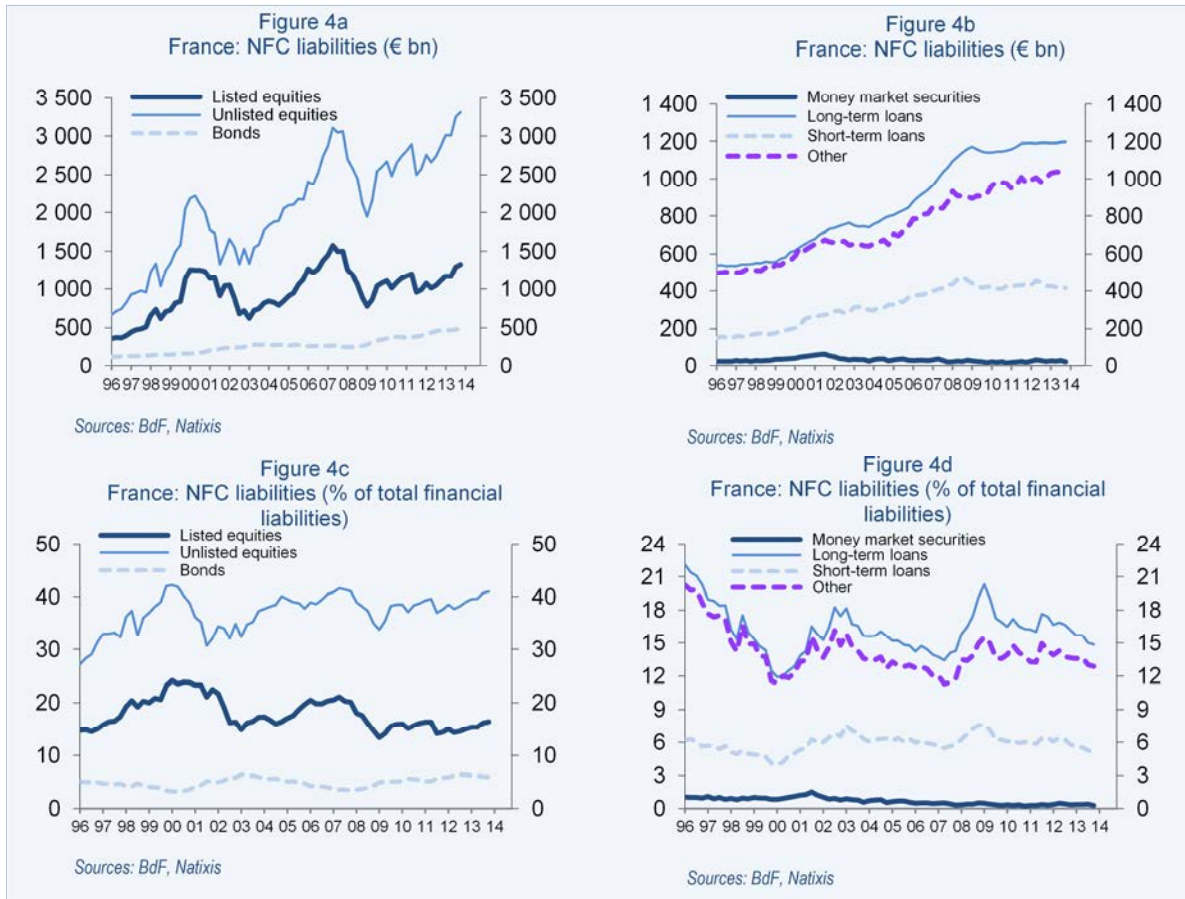 Figure 4a
France: NFC liabilities (€ bn)
Listed equities
Unlisted equities
Bonds
3 500 3 500
3 000 3 000
2 500 2 500
2 000 2 000
1 500 1 500
1 000 1 000
500 500
0 0
96 97 98 99 00 01 02 03 04 05 06 07 08 09 10 11 12 13 14
Sources: BdF, Natixis
Figure 4b
France: NFC liabilities (€ bn)
Money market securities
Long-term loans
Short-term loans
Other
1 400 1 400
1 200 1 200
1 000 1 000
800 800
600 600
400 400
200 200
0 0
96 97 98 99 00 01 02 03 04 05 06 07 08 09 10 11 12 13 14
Sources: BdF, Natixis
Figure 4c
France: NFC liabilities (% of total financial
liabilities)
Listed equities
Unlisted equities
Bonds
50 50
40 40
30 30
20 20
10 10
0 0
96 97 98 99 00 01 02 03 04 05 06 07 08 09 10 11 12 13 14
Sources: BdF, Natixis
Figure 4d
France: NFC liabilities (% of total financial
liabilities)
Money market securities
Long-term loans
Short-term loans
Other
24 24
21 21
18 18
15 15
12 12
9 9
6 6
3 3
0 0
96 97 98 99 00 01 02 03 04 05 06 07 08 09 10 11 12 13 14
Sources: BdF, Natixis